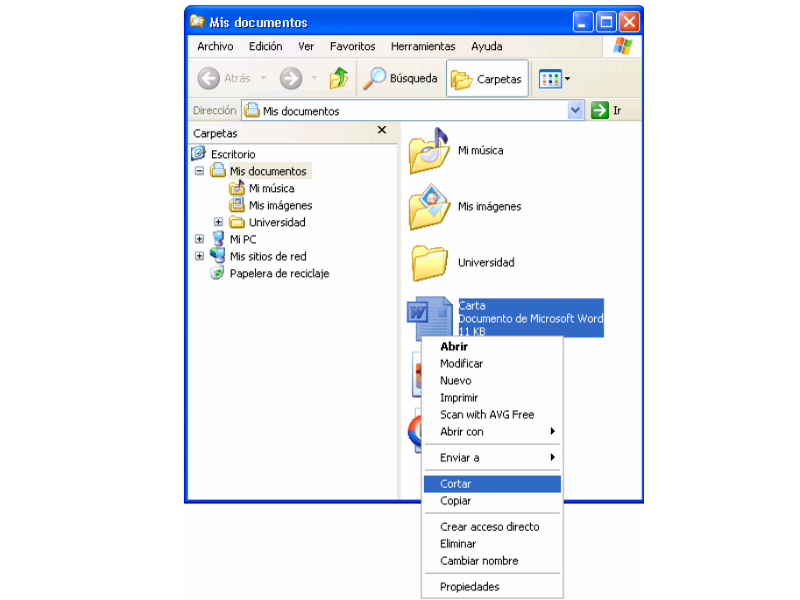 Mis documentos
Archivo Edición Ver Favoritos Herramientas Ayuda
Atrás Búsqueda Carpetas
Dirección Mis documentos Ir
Carpetas
Escritorio
Mis documentos
Mi música
Mis imágenes
Universidad
Mi PC
Mis sitios de red
Papelera de reciclaje
Mi música
Mis imágenes
Universidad
Carta
Documento de Microsoft Word
11 KB
Abrir
Modificar
Nuevo
Imprimir
Scan with AVG Free
Abrir con
Enviar a
Cortar
Copiar
Crear acceso directo
Eliminar
Cambiar nombre
Propiedades